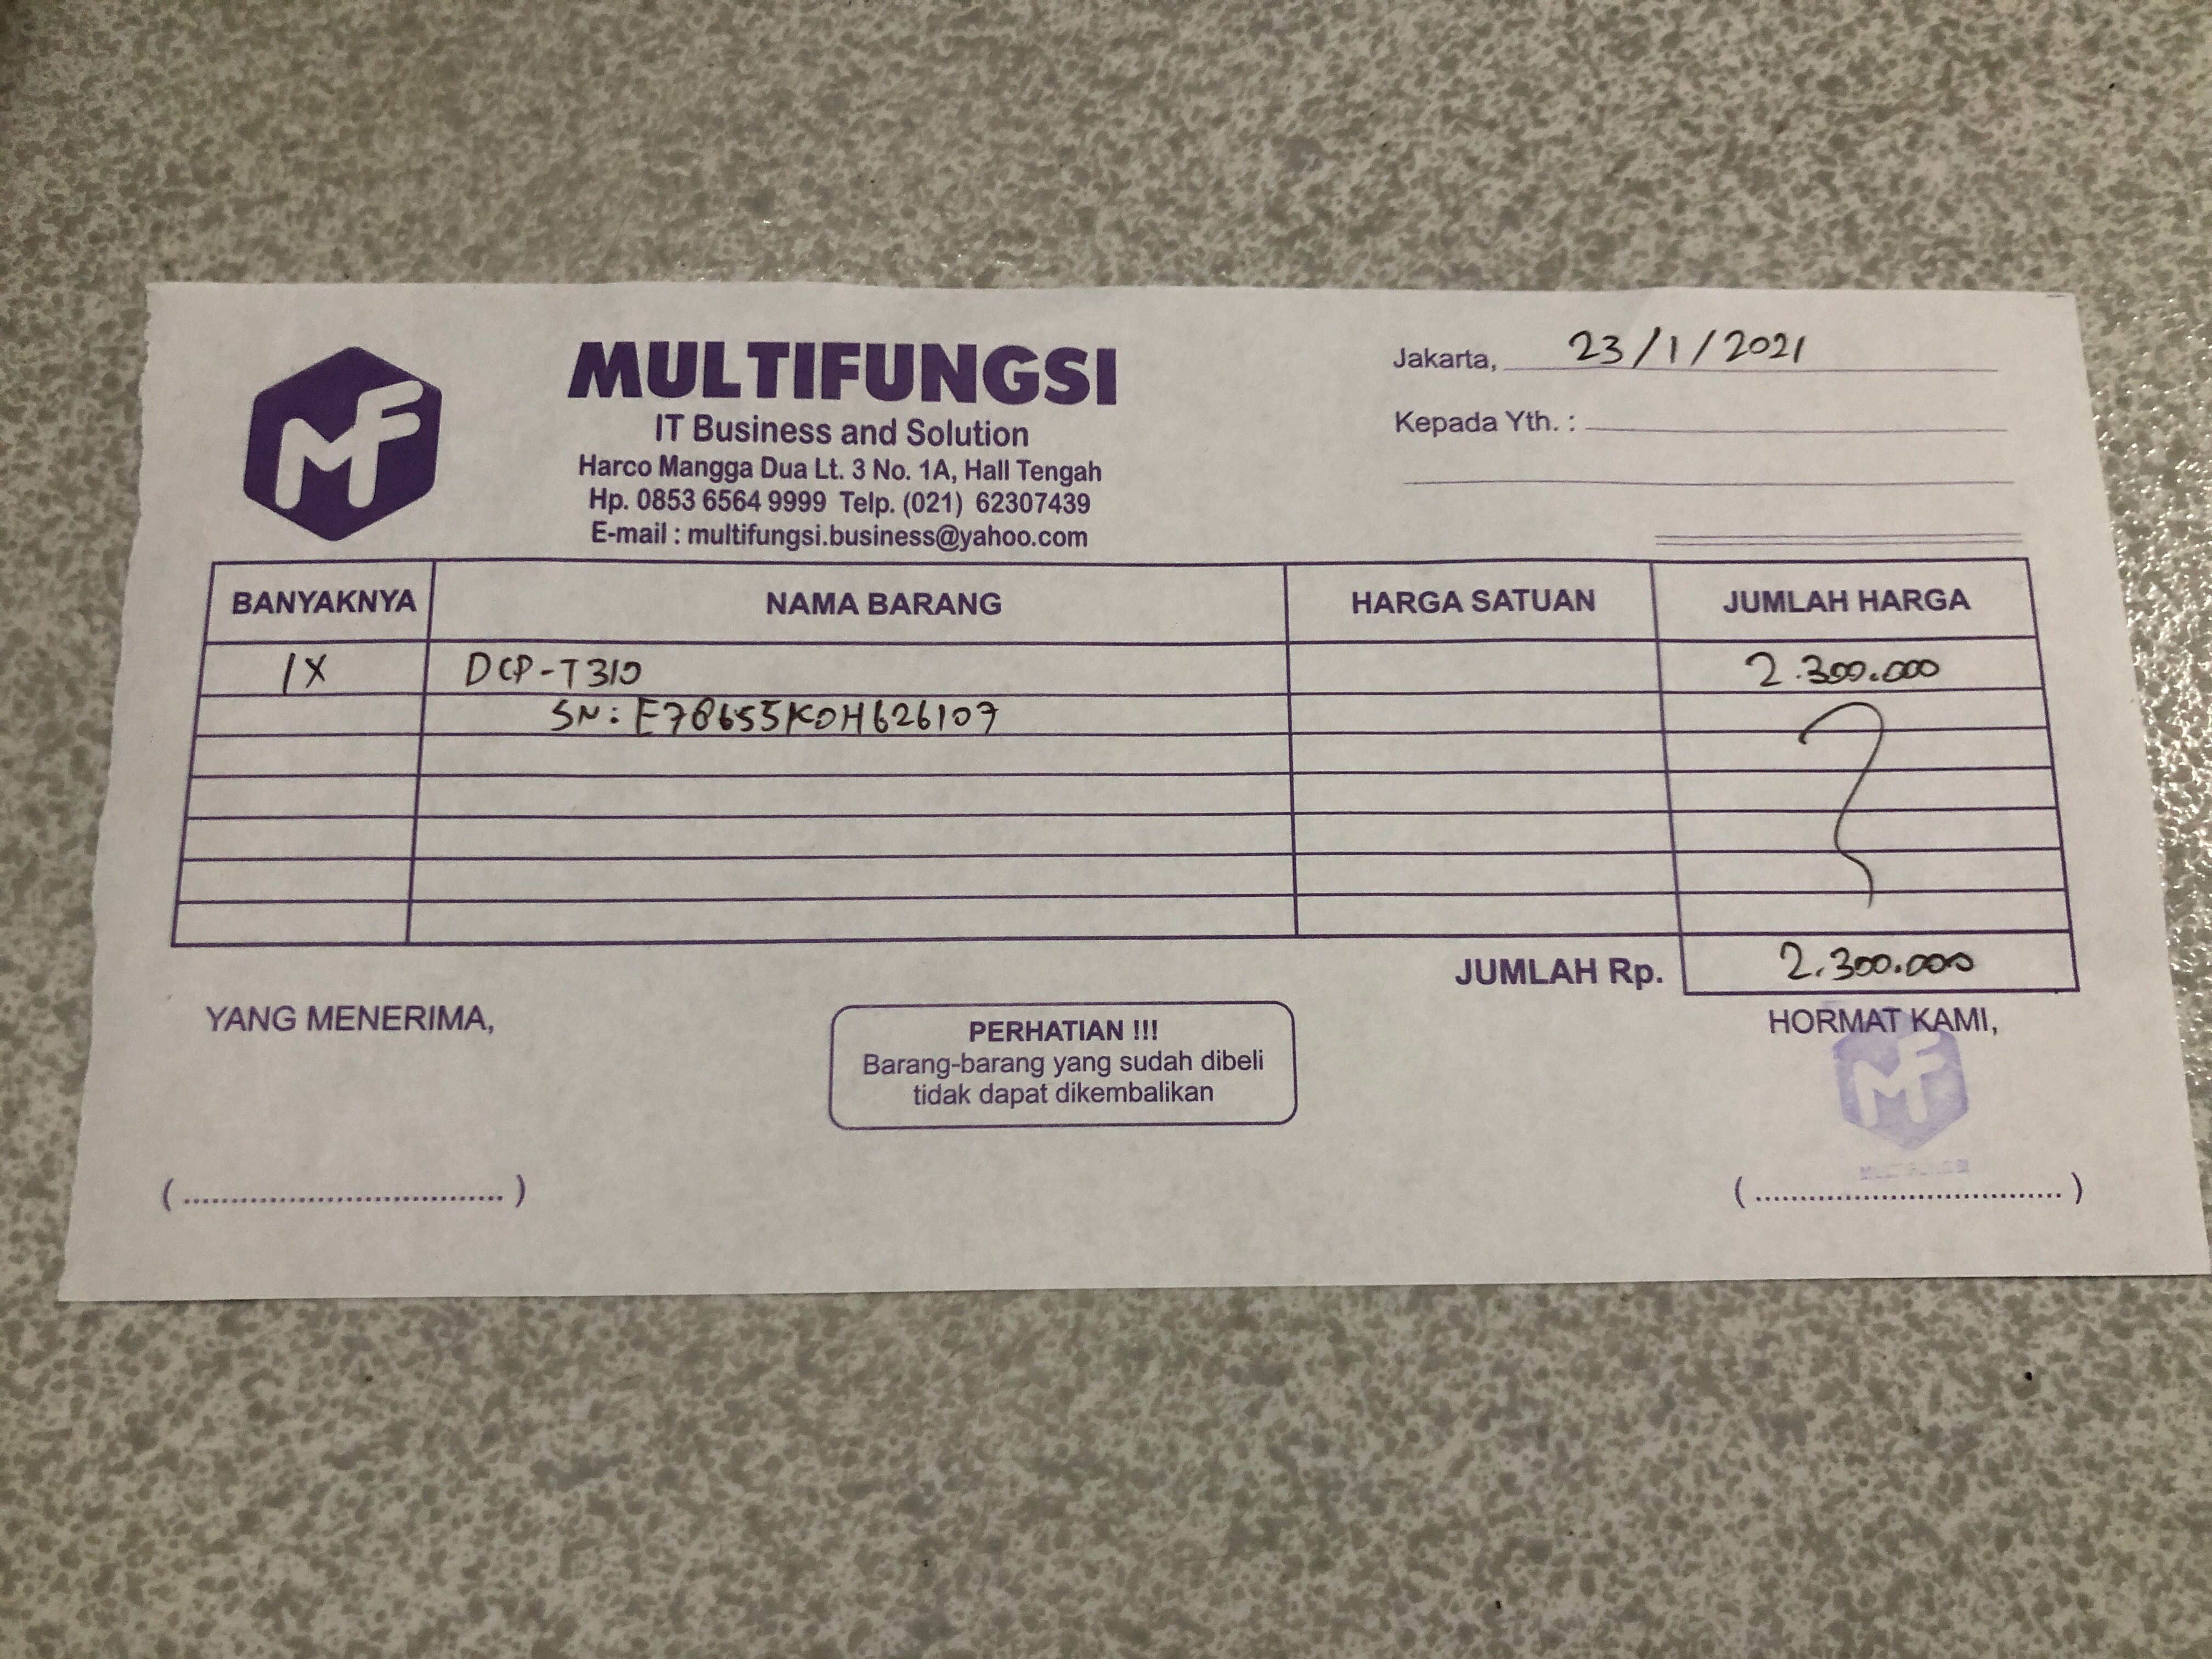 MF
MULTIFUNGSI
IT Business and Solution
Harco Mangga Dua Lt. 3 No. 1A, Hall Tengah
Hp. 0853 6564 9999 Telp. (021) 62307439
E-mail : multifungsi.business@yahoo.com
Jakarta, 23/1/2021
Kepada Yth. :
BANYAKNYA NAMA BARANG HARGA SATUAN JUMLAH HARGA
1X DCP-T310 2.300.000
SN: E78655K0H626107
JUMLAH Rp. 2.300.000
YANG MENERIMA,
PERHATIAN !!!
Barang-barang yang sudah dibeli
tidak dapat dikembalikan
HORMAT KAMI,
MF
MULTIFUNGSI
(..................................)
(..................................)